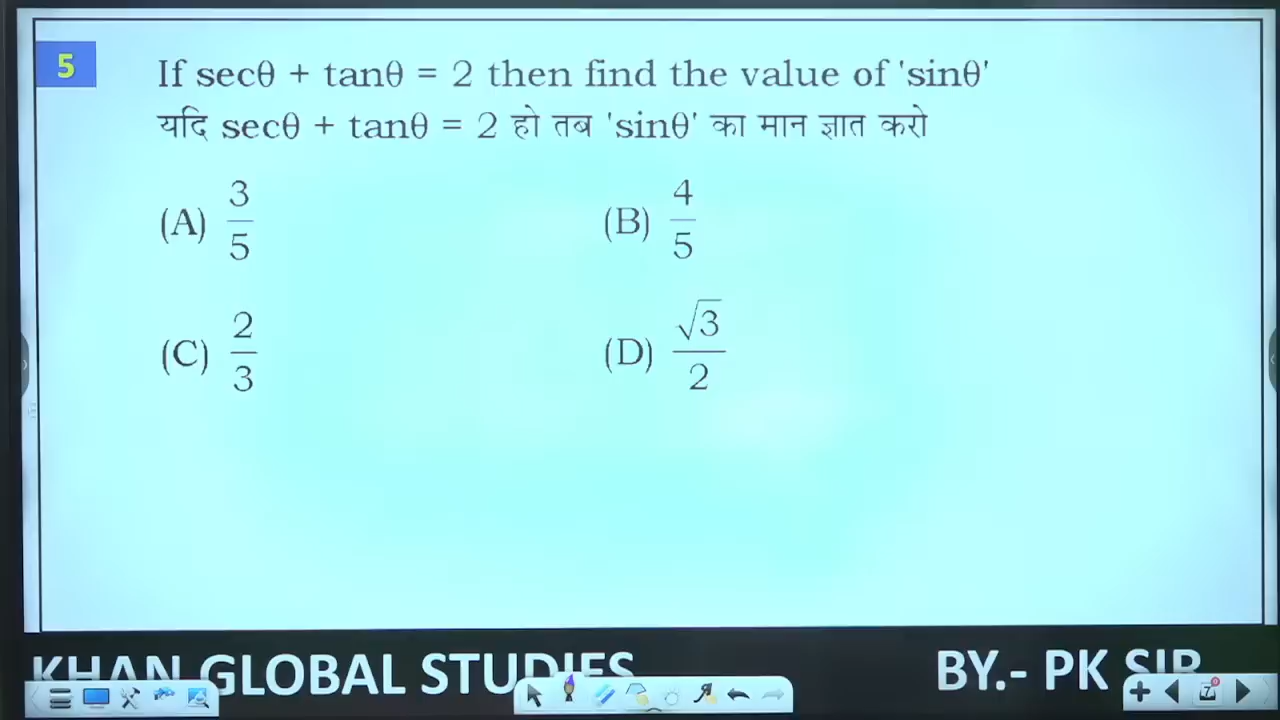 5
If secθ + tanθ = 2 then find the value of 'sinθ'
यदि secθ + tanθ = 2 हो तब 'sinθ' का मान ज्ञात करो
(A) 3/5
(B) 4/5
(C) 2/3
(D) √3/2
KHAN GLOBAL STUDIES
BY.- PK SIR
7